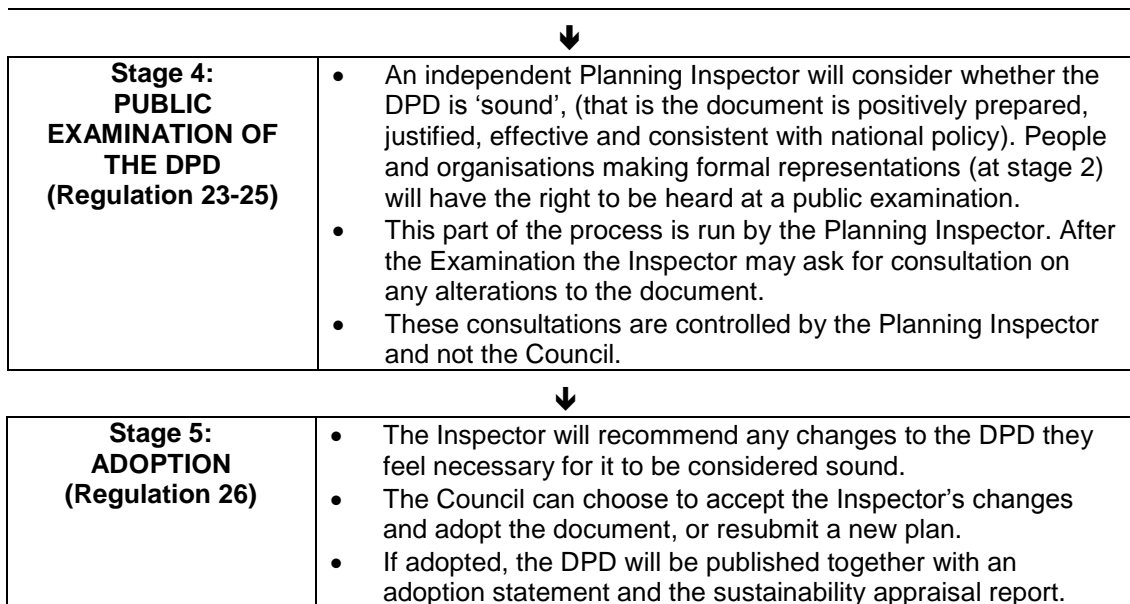 🡻
Stage 4:
PUBLIC
EXAMINATION OF
THE DPD
(Regulation 23-25)
• An independent Planning Inspector will consider whether the
DPD is ‘sound’, (that is the document is positively prepared,
justified, effective and consistent with national policy). People
and organisations making formal representations (at stage 2)
will have the right to be heard at a public examination.
• This part of the process is run by the Planning Inspector. After
the Examination the Inspector may ask for consultation on
any alterations to the document.
• These consultations are controlled by the Planning Inspector
and not the Council.
🡻
Stage 5:
ADOPTION
(Regulation 26)
• The Inspector will recommend any changes to the DPD they
feel necessary for it to be considered sound.
• The Council can choose to accept the Inspector’s changes
and adopt the document, or resubmit a new plan.
• If adopted, the DPD will be published together with an
adoption statement and the sustainability appraisal report.